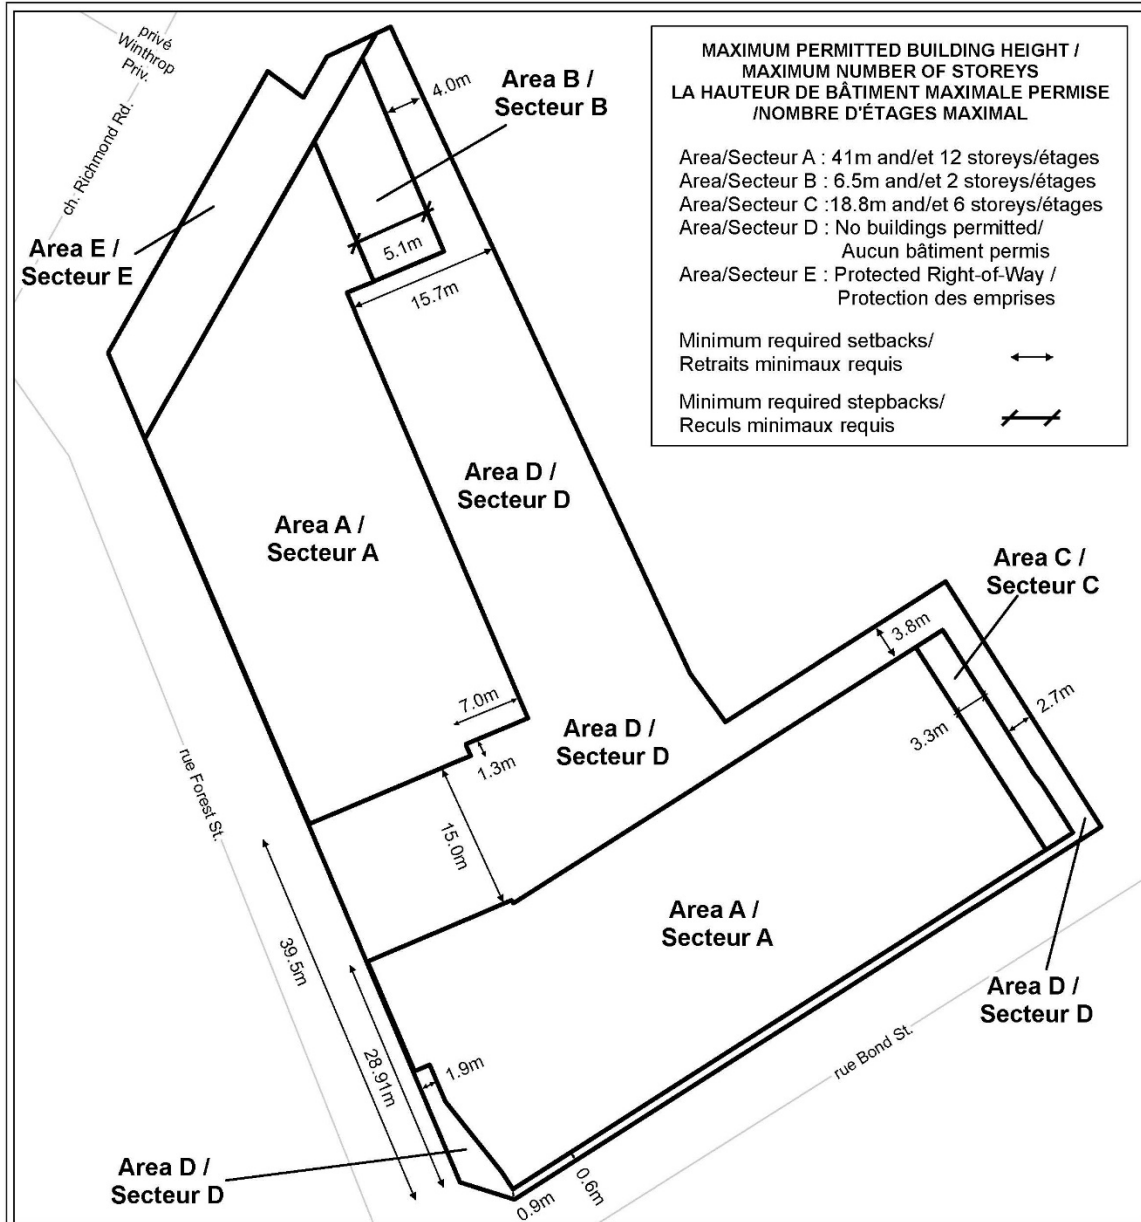 privé
Winthrop
Priv.
ch. Richmond Rd.
MAXIMUM PERMITTED BUILDING HEIGHT /
MAXIMUM NUMBER OF STOREYS
LA HAUTEUR DE BÂTIMENT MAXIMALE PERMISE
/NOMBRE D'ÉTAGES MAXIMAL
Area/Secteur A : 41m and/et 12 storeys/étages
Area/Secteur B : 6.5m and/et 2 storeys/étages
Area/Secteur C :18.8m and/et 6 storeys/étages
Area/Secteur D : No buildings permitted/
Aucun bâtiment permis
Area/Secteur E : Protected Right-of-Way /
Protection des emprises
Minimum required setbacks/
Retraits minimaux requis
Minimum required stepbacks/
Reculs minimaux requis
Area B /
Secteur B
4.0m
Area E /
Secteur E
5.1m
15.7m
Area D /
Secteur D
Area A /
Secteur A
Area C /
Secteur C
3.8m
2.7m
3.3m
7.0m
1.3m
Area D /
Secteur D
rue Forest St.
15.0m
39.5m
28.91m
Area A /
Secteur A
Area D /
Secteur D
rue Bond St.
1.9m
Area D /
Secteur D
0.9m
0.6m